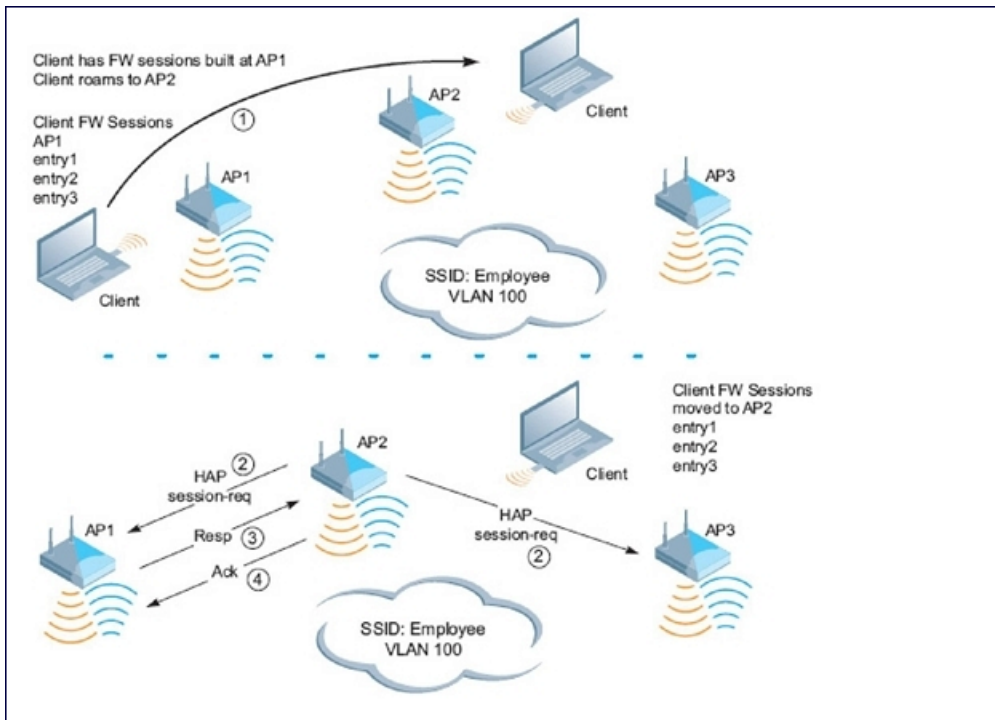 Client has FW sessions built at AP1
Client roams to AP2
Client FW Sessions
AP1
entry1
entry2
entry3
1
AP1
AP2
Client
AP3
Client
SSID: Employee
VLAN 100
Client FW Sessions
moved to AP2
entry1
entry2
entry3
AP2
Client
HAP 2
session-req
AP1
Resp 3
Ack 4
HAP
session-req
2
AP3
SSID: Employee
VLAN 100